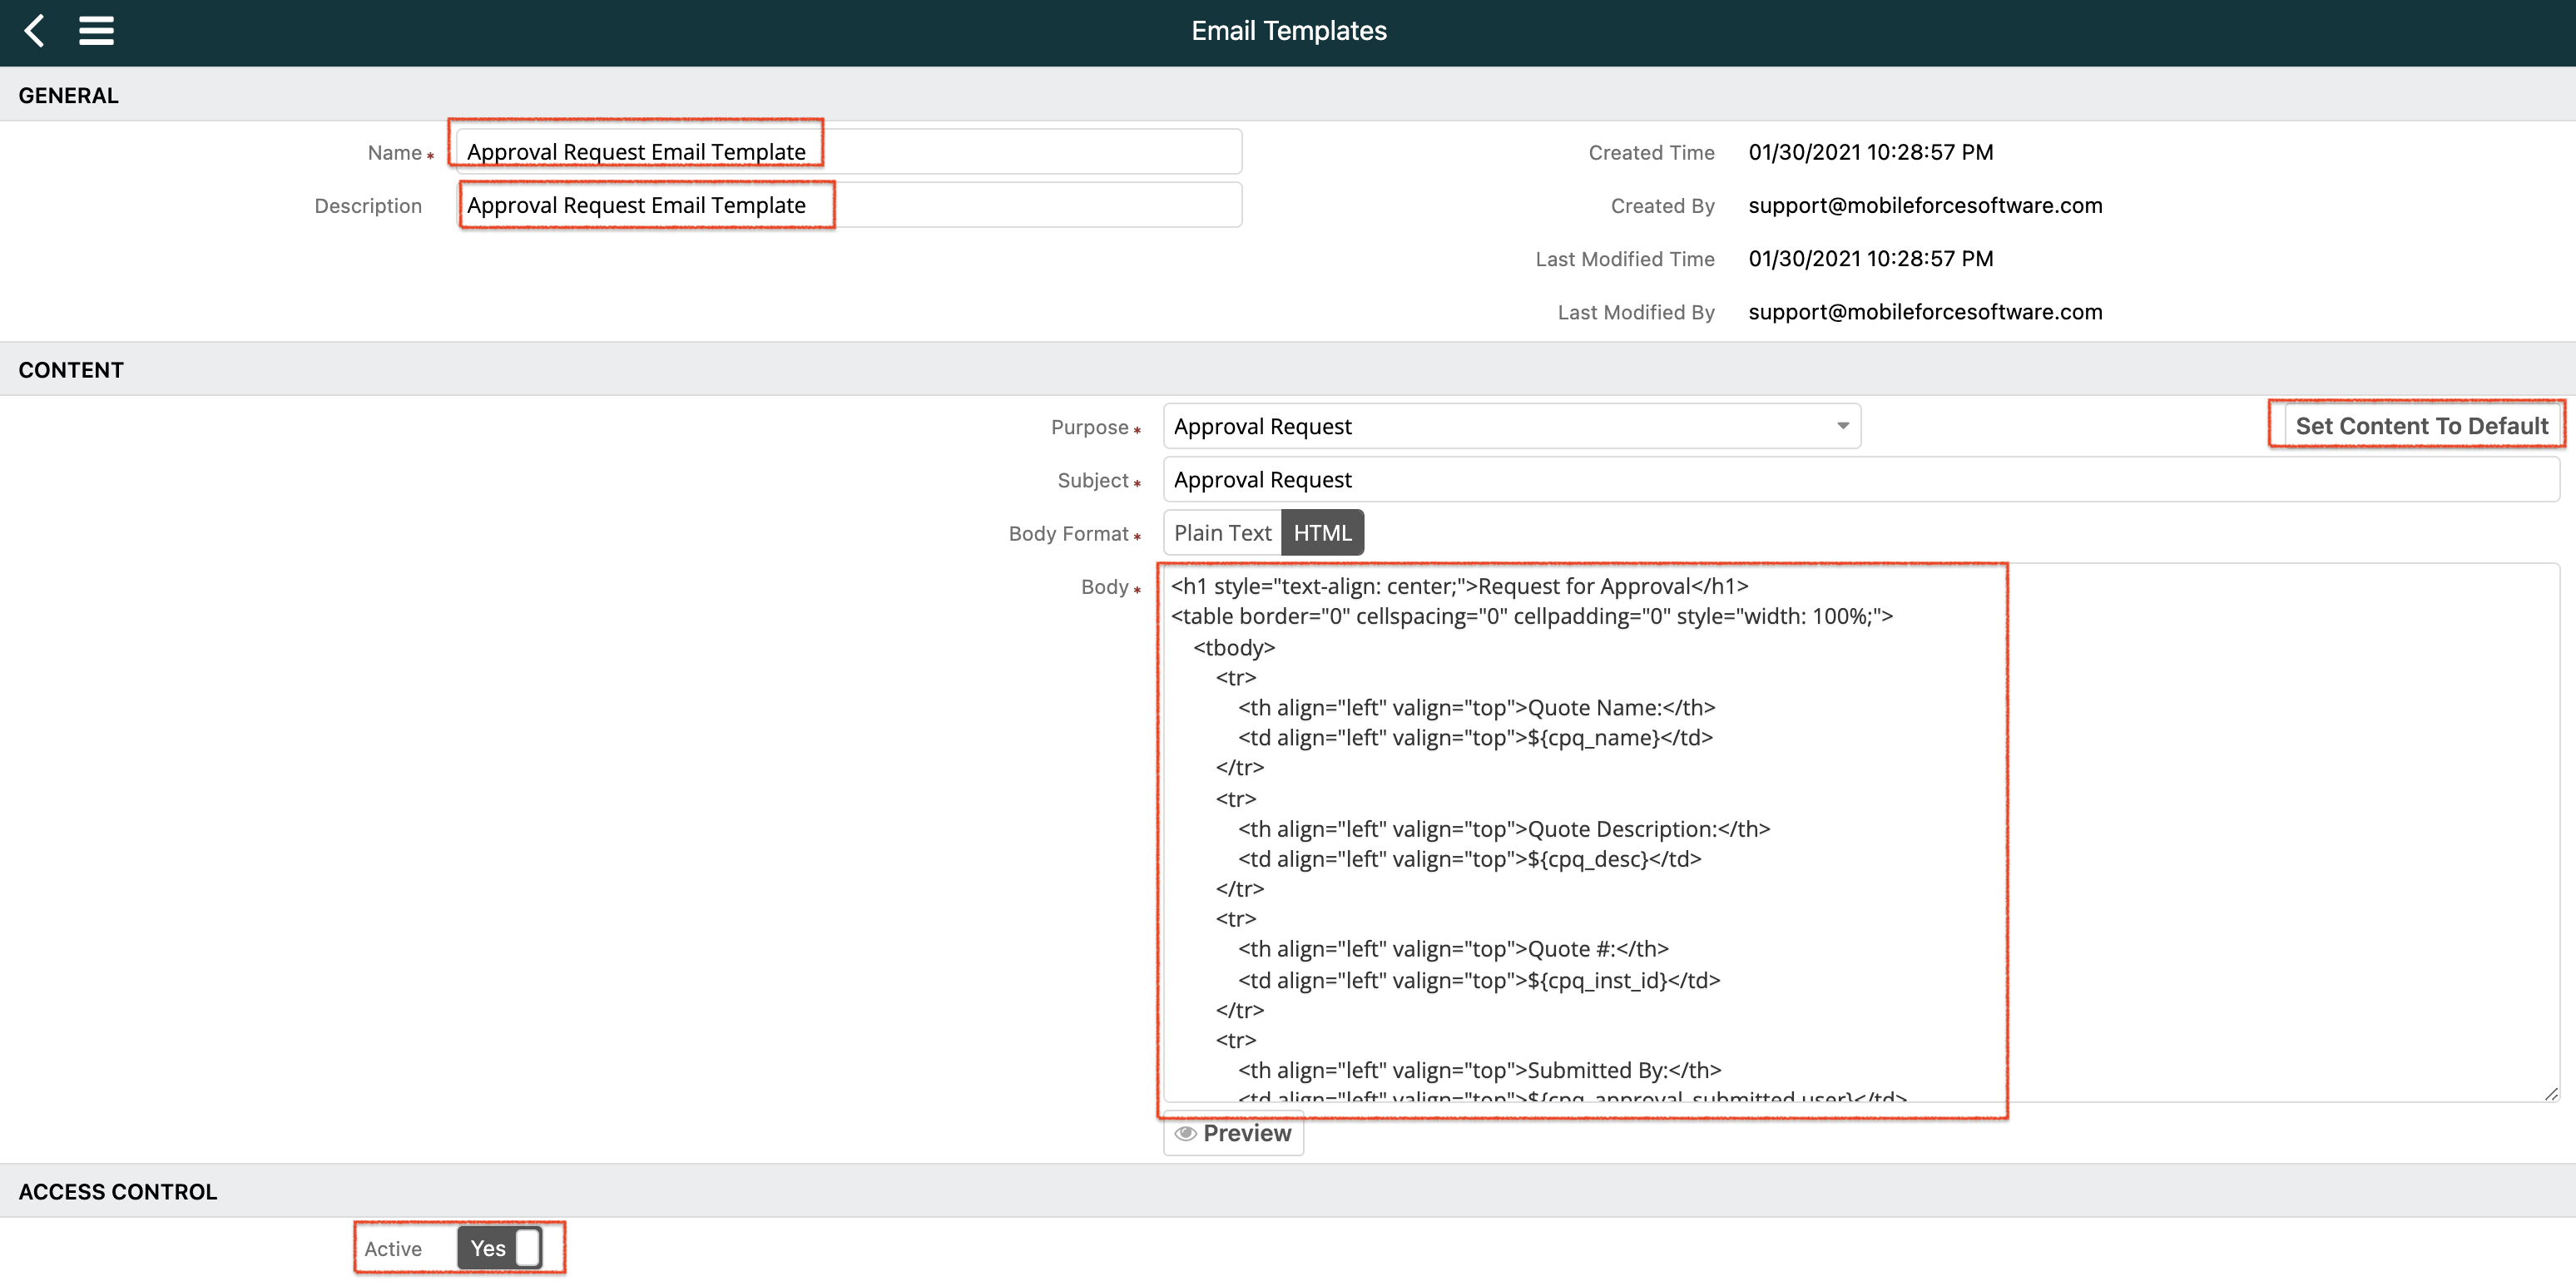 Email Templates
GENERAL
Name * Approval Request Email Template
Created Time 01/30/2021 10:28:57 PM
Description Approval Request Email Template
Created By support@mobileforcesoftware.com
Last Modified Time 01/30/2021 10:28:57 PM
Last Modified By support@mobileforcesoftware.com
CONTENT
Purpose * Approval Request
Set Content To Default
Subject * Approval Request
Body Format * Plain Text HTML
Body * <h1 style="text-align: center;">Request for Approval</h1>
<table border="0" cellspacing="0" cellpadding="0" style="width: 100%;">
<tbody>
<tr>
<th align="left" valign="top">Quote Name:</th>
<td align="left" valign="top">${cpq_name}</td>
</tr>
<tr>
<th align="left" valign="top">Quote Description:</th>
<td align="left" valign="top">${cpq_desc}</td>
</tr>
<tr>
<th align="left" valign="top">Quote #:</th>
<td align="left" valign="top">${cpq_inst_id}</td>
</tr>
<tr>
<th align="left" valign="top">Submitted By:</th>
<td align="left" valign="top">${cpq_approval_submitted_user}</td>
Preview
ACCESS CONTROL
Active Yes